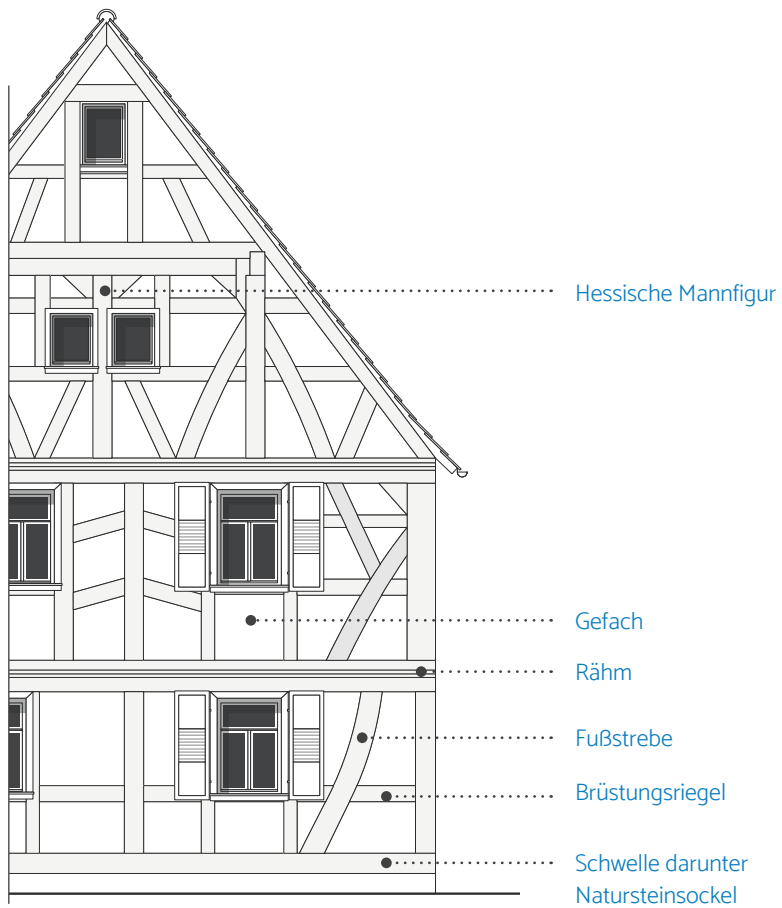 Hessische Mannfigur
Gefach
Rähm
Fußstrebe
Brüstungsriegel
Schwelle darunter
Natursteinsockel